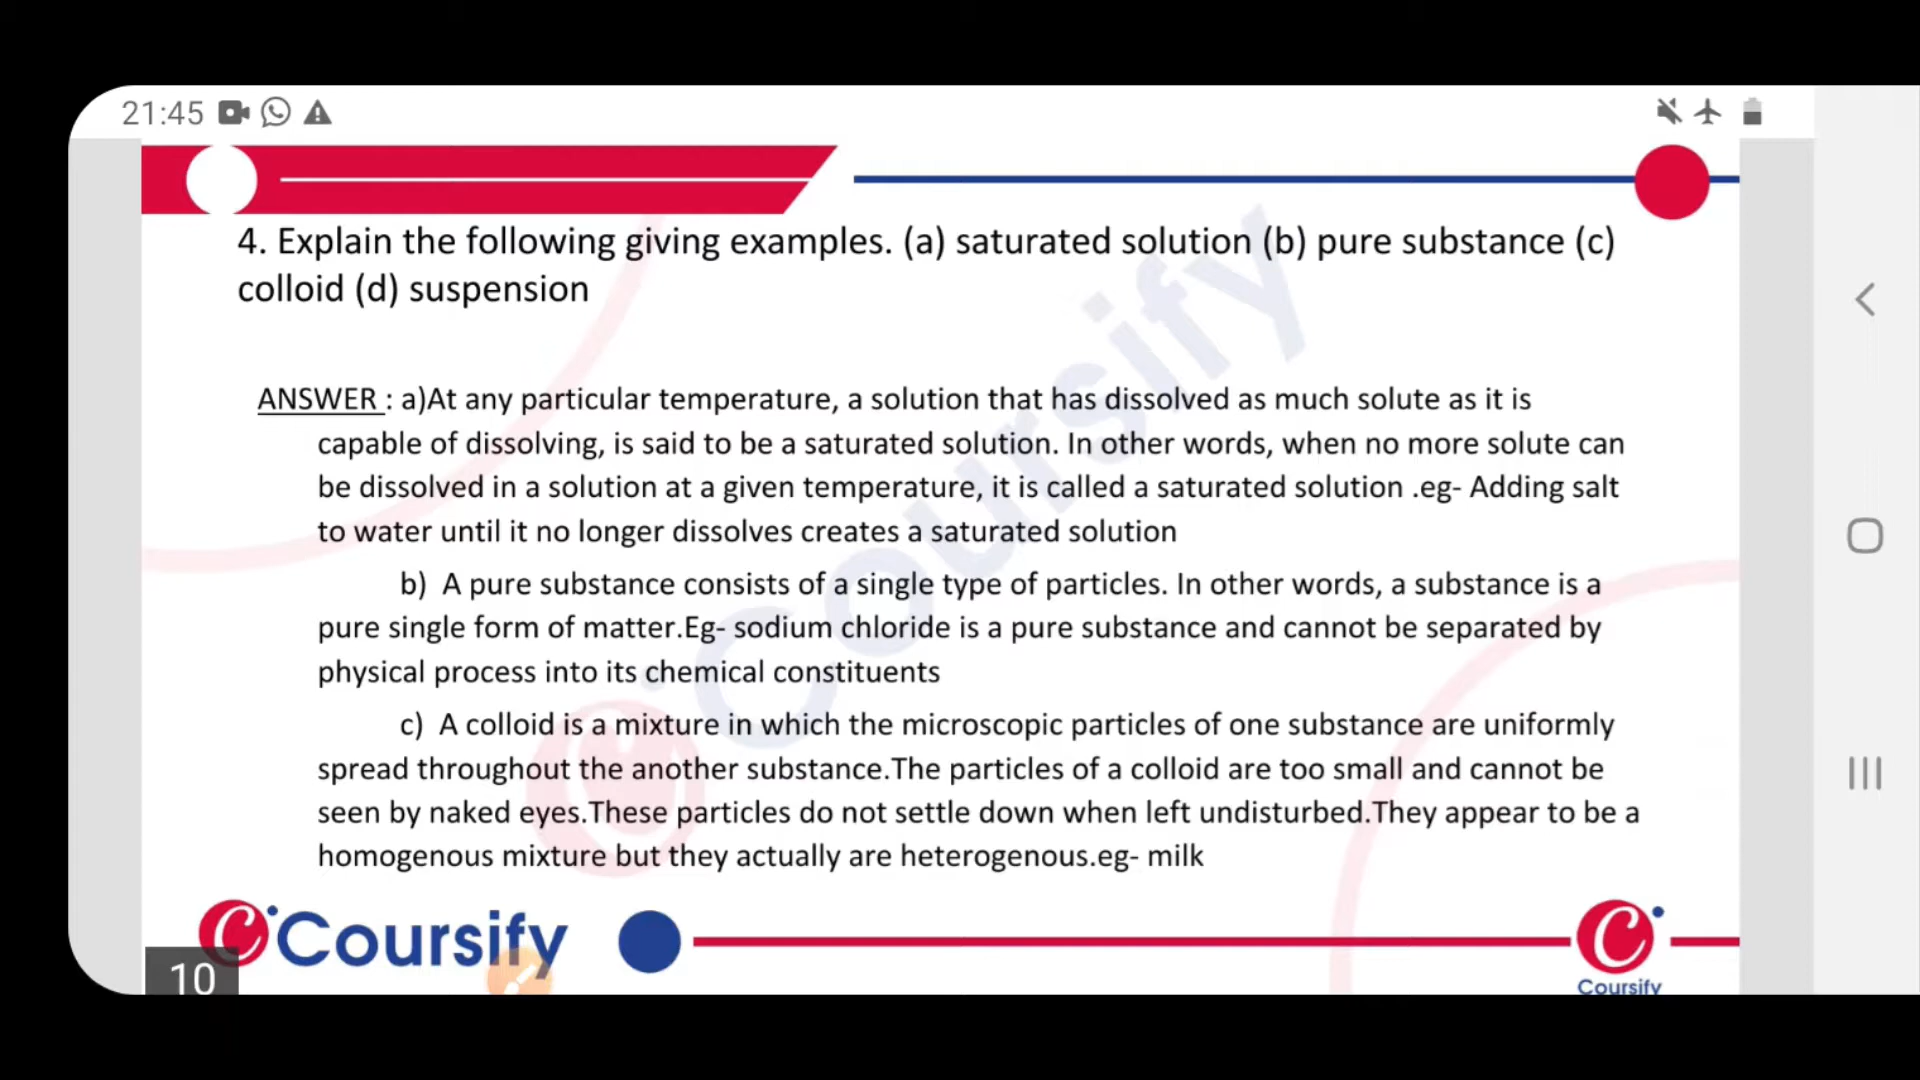 21:45
4. Explain the following giving examples. (a) saturated solution (b) pure substance (c)
colloid (d) suspension
ANSWER : a)At any particular temperature, a solution that has dissolved as much solute as it is
capable of dissolving, is said to be a saturated solution. In other words, when no more solute can
be dissolved in a solution at a given temperature, it is called a saturated solution .eg- Adding salt
to water until it no longer dissolves creates a saturated solution
b) A pure substance consists of a single type of particles. In other words, a substance is a
pure single form of matter.Eg- sodium chloride is a pure substance and cannot be separated by
physical process into its chemical constituents
c) A colloid is a mixture in which the microscopic particles of one substance are uniformly
spread throughout the another substance.The particles of a colloid are too small and cannot be
seen by naked eyes.These particles do not settle down when left undisturbed.They appear to be a
homogenous mixture but they actually are heterogenous.eg- milk
Coursify
C Coursify
10
C
Coursify